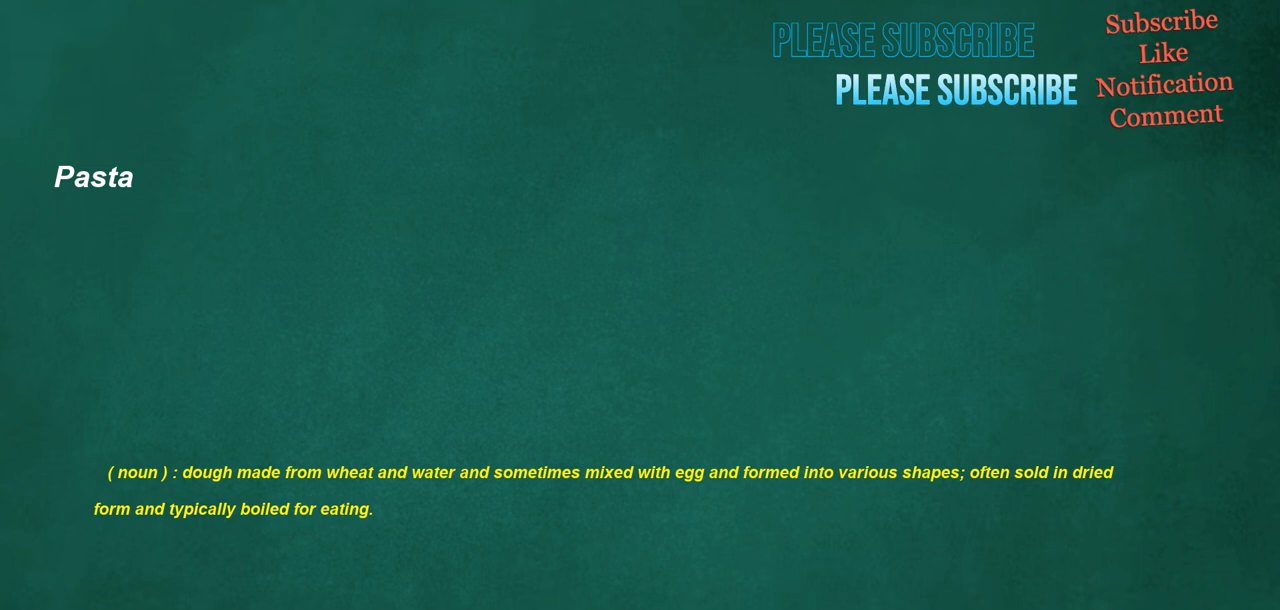 PLEASE SUBSCRIBE
PLEASE SUBSCRIBE
Subscribe
Like
Notification
Comment
Pasta
( noun ) : dough made from wheat and water and sometimes mixed with egg and formed into various shapes; often sold in dried
form and typically boiled for eating.